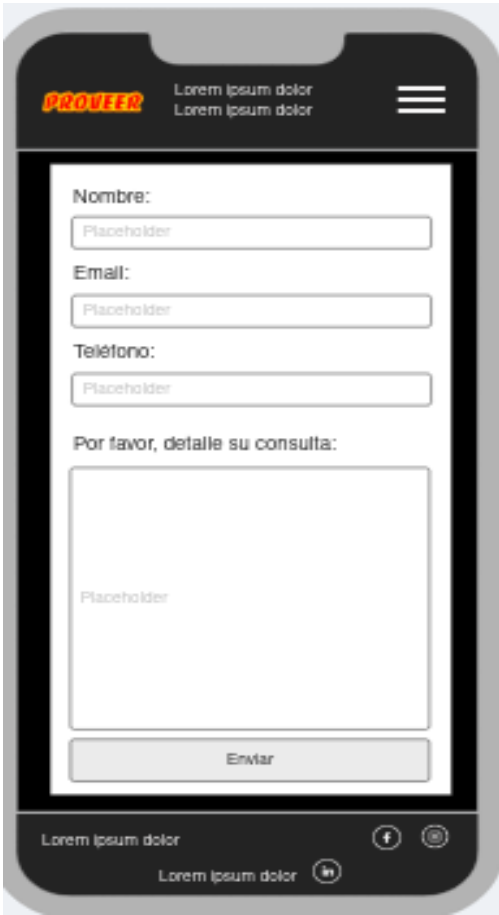 PROVEER
Lorem ipsum dolor
Lorem ipsum dolor
Nombre:
Placeholder
Email:
Placeholder
Teléfono:
Placeholder
Por favor, detalle su consulta:
Placeholder
Enviar
Lorem ipsum dolor
f
Lorem ipsum dolor
in